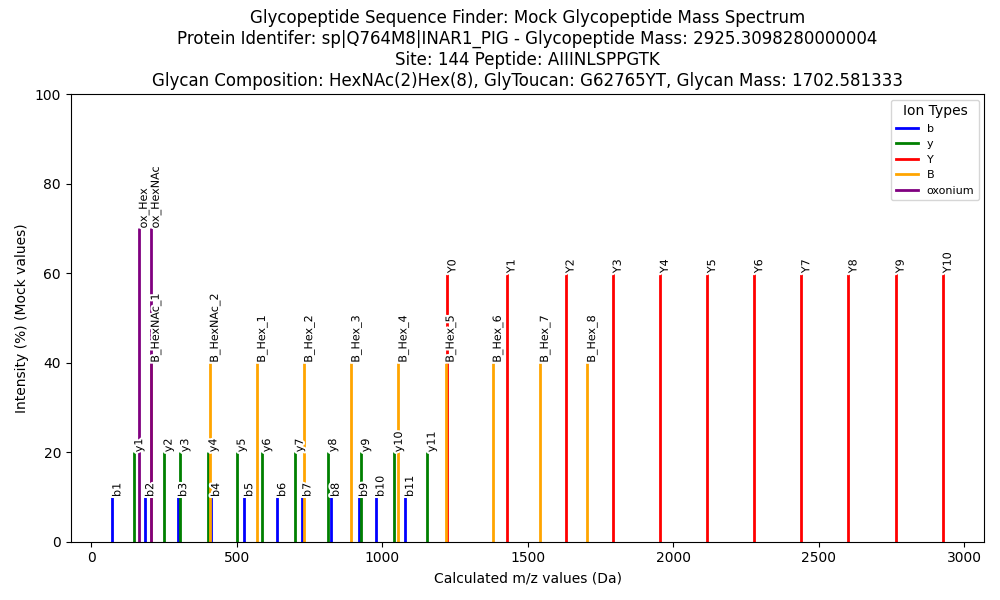 Glycopeptide Sequence Finder: Mock Glycopeptide Mass Spectrum
Protein Identifer: sp|Q764M8|INAR1_PIG - Glycopeptide Mass: 2925.3098280000004
Site: 144 Peptide: AIIINLSPPGTK
Glycan Composition: HexNAc(2)Hex(8), GlyToucan: G62765YT, Glycan Mass: 1702.581333
Intensity (%) (Mock values)
100
80
60
40
20
0
Ion Types
b
y
Y
B
oxonium
ox_Hex
ox_HexNAc
Y0
Y1
Y2
Y3
Y4
Y5
Y6
Y7
Y8
Y9
Y10
B_HexNAc_1
B_HexNAc_2
B_Hex_1
B_Hex_2
B_Hex_3
B_Hex_4
B_Hex_5
B_Hex_6
B_Hex_7
B_Hex_8
y1
y2
y3
y4
y5
y6
y7
y8
y9
y10
y11
b1
b2
b3
b4
b5
b6
b7
b8
b9
b10
b11
0
500
1000
1500
2000
2500
3000
Calculated m/z values (Da)